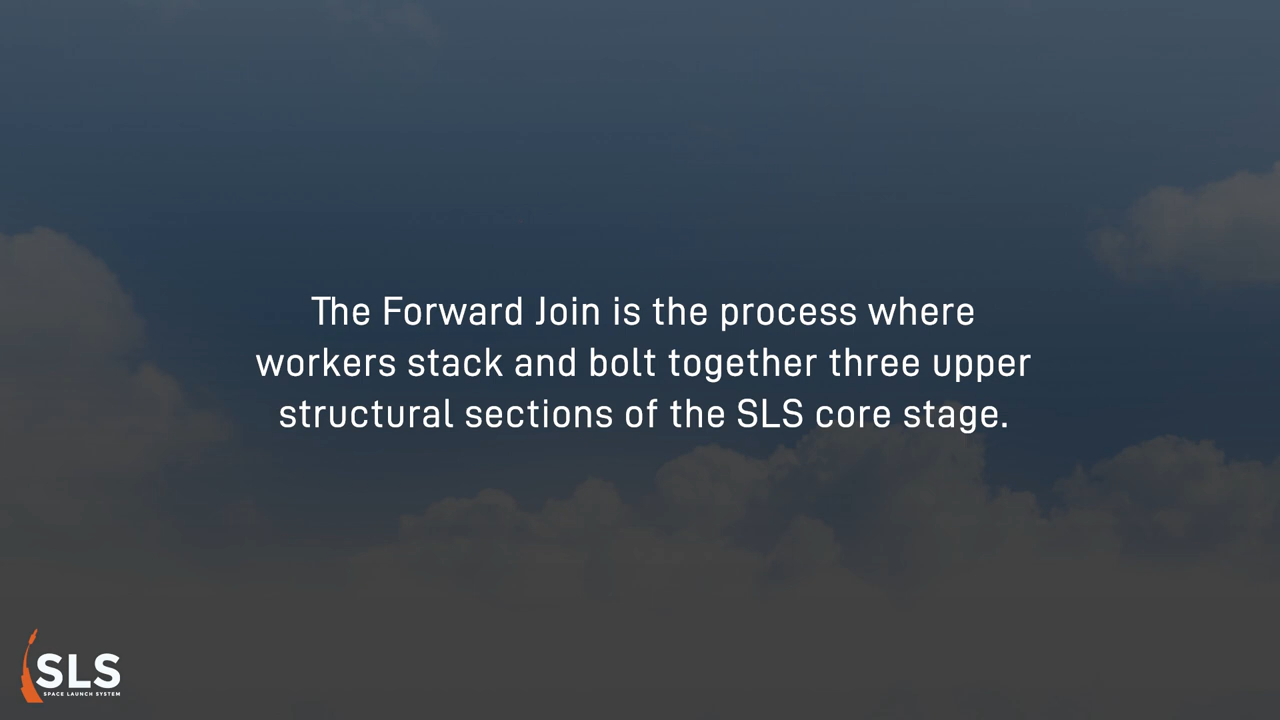 The Forward Join is the process where
workers stack and bolt together three upper
structural sections of the SLS core stage.
SLS
SPACE LAUNCH SYSTEM